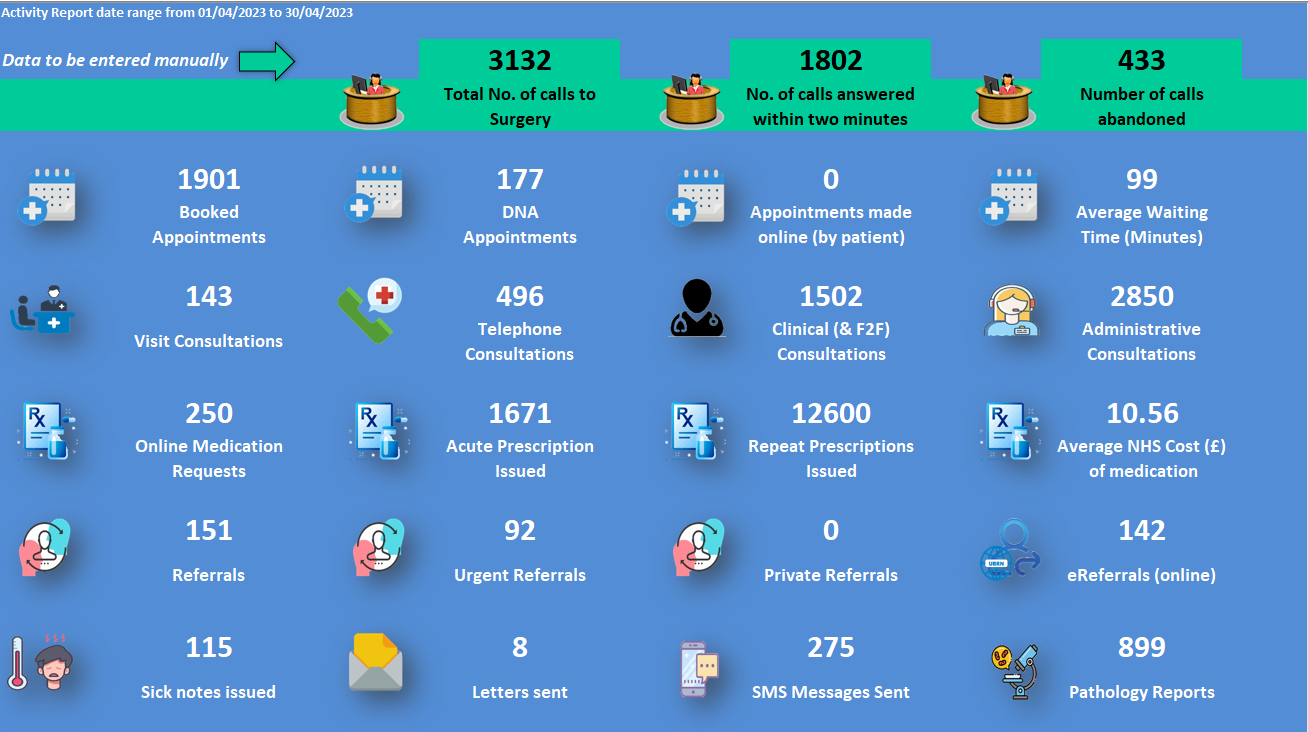 Activity Report date range from 01/04/2023 to 30/04/2023
Data to be entered manually
3132
Total No. of calls to
Surgery
1802
No. of calls answered
within two minutes
433
Number of calls
abandoned
1901
Booked
Appointments
177
DNA
Appointments
0
Appointments made
online (by patient)
99
Average Waiting
Time (Minutes)
143
Visit Consultations
496
Telephone
Consultations
1502
Clinical (& F2F)
Consultations
2850
Administrative
Consultations
Rx
250
Online Medication
Requests
Rx
1671
Acute Prescription
Issued
Rx
12600
Repeat Prescriptions
Issued
Rx
10.56
Average NHS Cost (£)
of medication
151
Referrals
92
Urgent Referrals
0
Private Referrals
UBRN
142
eReferrals (online)
$ $ $
115
Sick notes issued
8
Letters sent
275
SMS Messages Sent
899
Pathology Reports